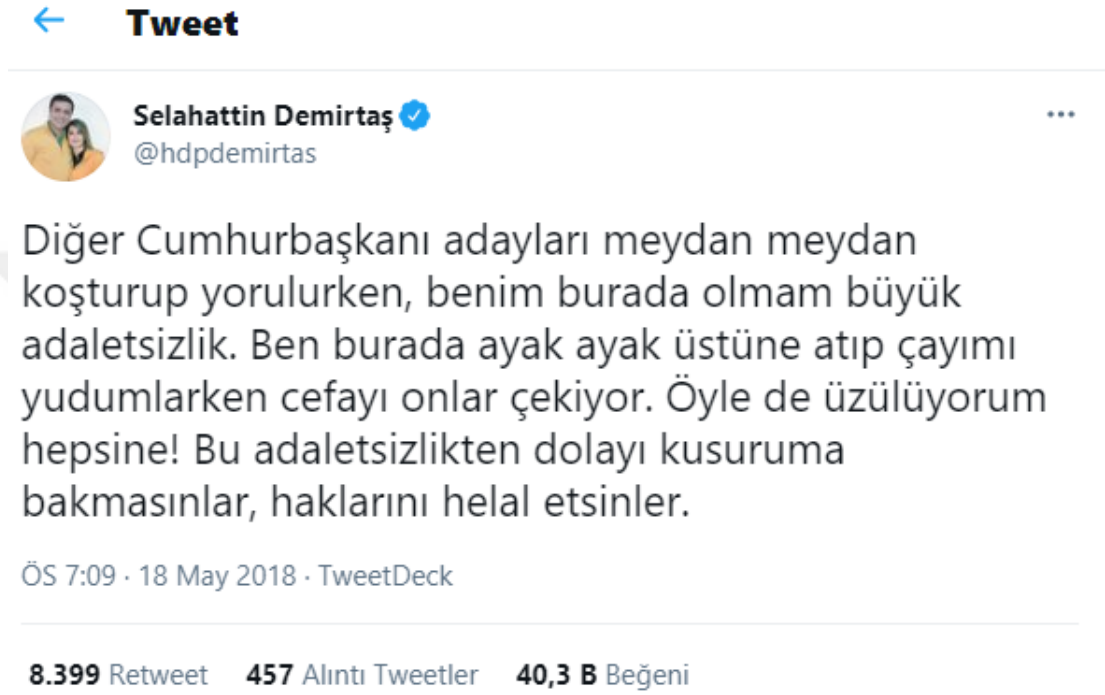 Tweet
Selahattin Demirtaş
@hdpdemirtas
Diğer Cumhurbaşkanı adayları meydan meydan
koşturup yorulurken, benim burada olmam büyük
adaletsizlik. Ben burada ayak ayak üstüne atıp çayımı
yudumlarken cefayı onlar çekiyor. Öyle de üzülüyorum
hepsine! Bu adaletsizlikten dolayı kusuruma
bakmasınlar, haklarını helal etsinler.
ÖS 7:09 · 18 May 2018 · TweetDeck
8.399 Retweet 457 Alıntı Tweetler 40,3 B Beğeni